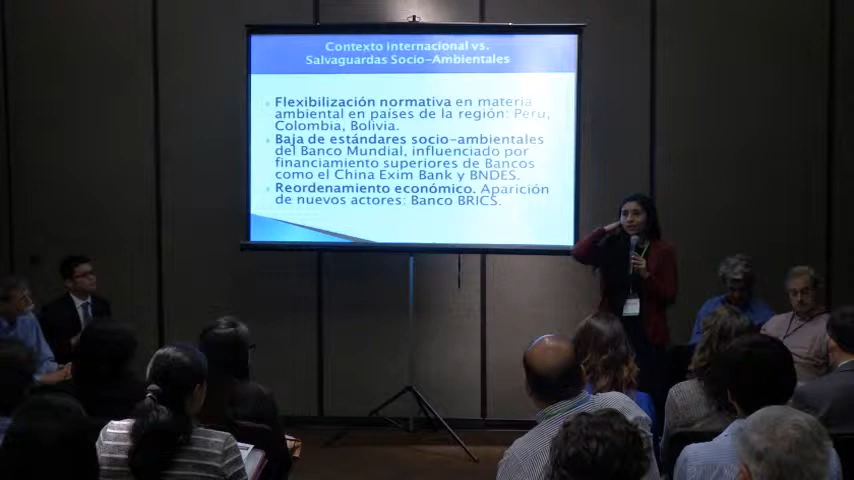 Contexto internacional vs.
Salvaguardas Socio-Ambientales
Flexibilización normativa en materia
ambiental en países de la región: Peru,
Colombia, Bolivia.
Baja de estándares socio-ambientales
del Banco Mundial, influenciado por
financiamiento superiores de Bancos
como el China Exim Bank y BNDES.
Reordenamiento económico. Aparición
de nuevos actores: Banco BRICS.